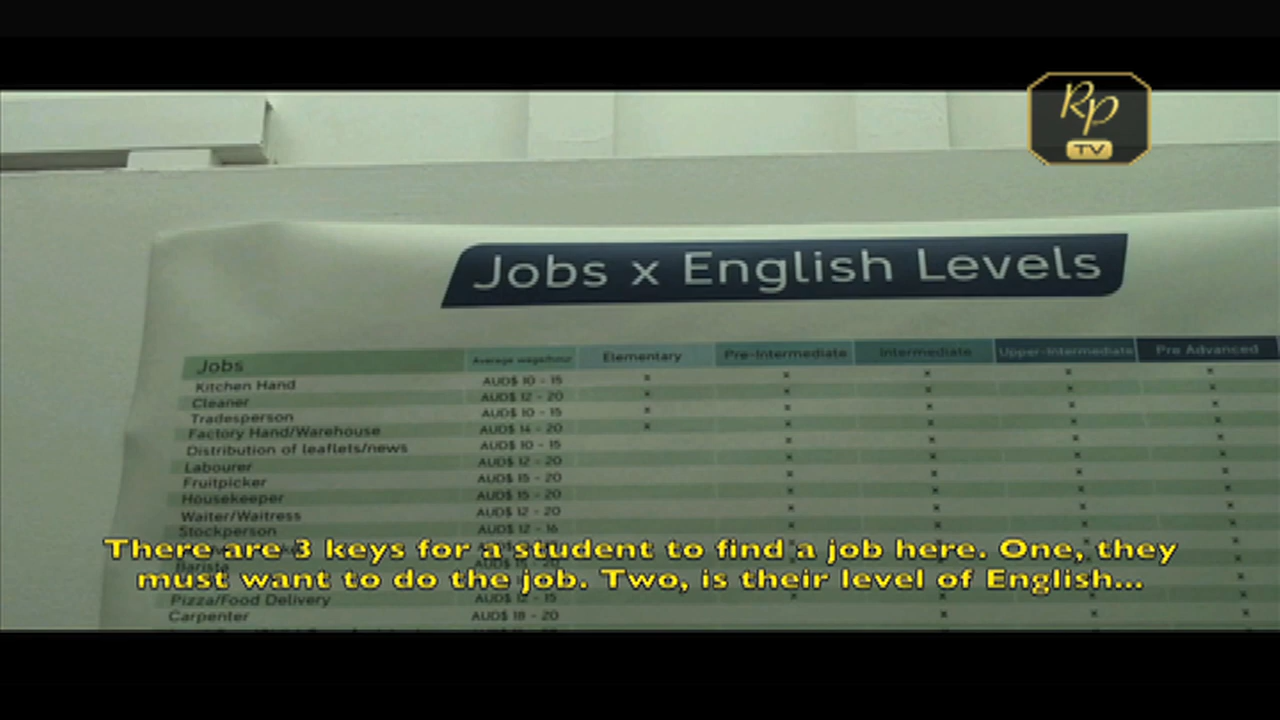 RP
TV
Jobs x English Levels
Jobs Average wage/hour Elementary Pre-Intermediate Intermediate Upper-Intermediate Pre Advanced
Kitchen Hand AUD$ 10 - 15 x x x x x
Cleaner AUD$ 12 - 20 x x x x x
Tradesperson AUD$ 10 - 15 x x x x x
Factory Hand/Warehouse AUD$ 14 - 20 x x x x x
Distribution of leaflets/news AUD$ 10 - 15 x x x x
Labourer AUD$ 12 - 20 x x x x
Fruitpicker AUD$ 15 - 20 x x x x
Housekeeper AUD$ 15 - 20 x x x x
Waiter/Waitress AUD$ 12 - 20 x x x x
Stockperson AUD$ 12 - 16 x x x x
There are 3 keys for a student to find a job here. One, they
Barista
must want to do the job. Two, is their level of English...
Pizza/Food Delivery AUD$ 12 - 15 x x x x
Carpenter AUD$ 18 - 20 x x x